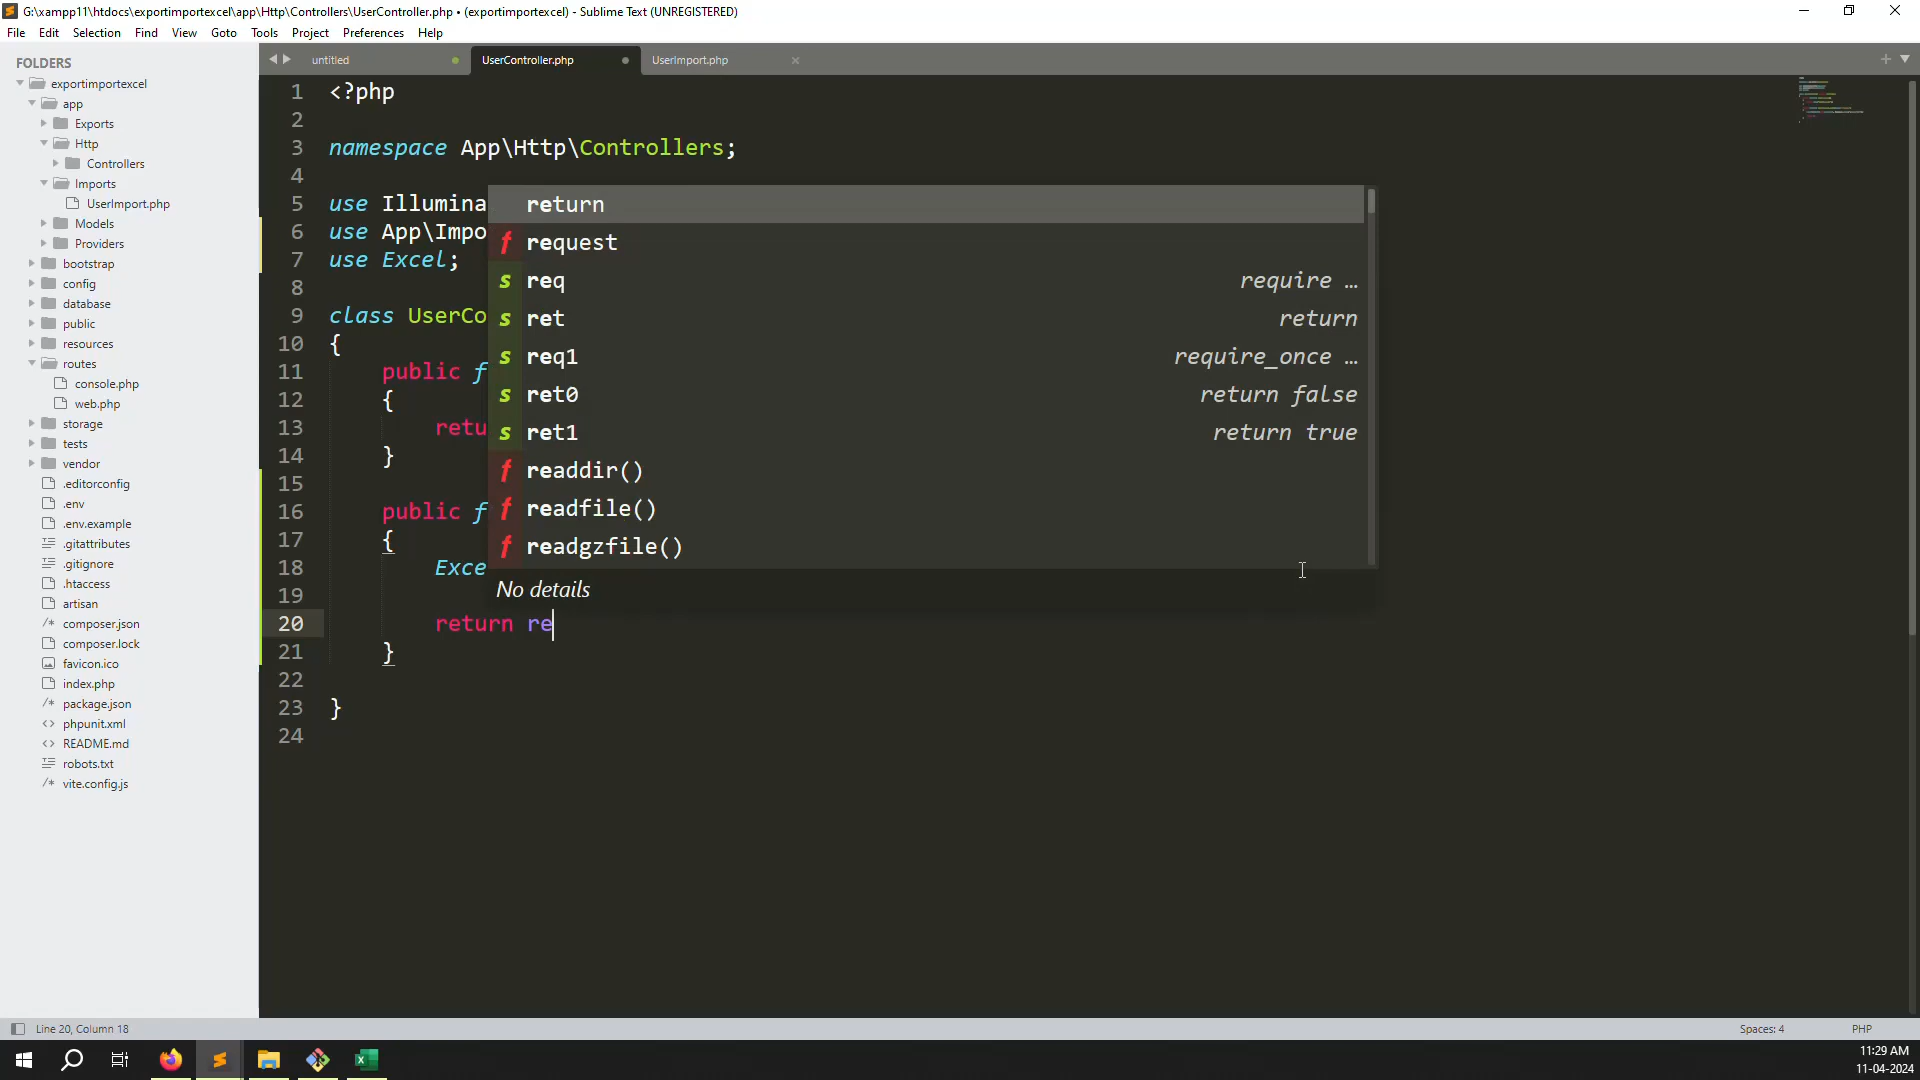 G:\xampp11\htdocs\exportimportexcel\app\Http\Controllers\UserController.php • (exportimportexcel) - Sublime Text (UNREGISTERED)
File Edit Selection Find View Goto Tools Project Preferences Help
FOLDERS
exportimportexcel
app
Exports
Http
Controllers
Imports
UserImport.php
Models
Providers
bootstrap
config
database
public
resources
routes
console.php
web.php
storage
tests
vendor
.editorconfig
.env
.env.example
.gitattributes
.gitignore
.htaccess
artisan
composer.json
composer.lock
favicon.ico
index.php
package.json
phpunit.xml
README.md
robots.txt
vite.config.js
untitled UserController.php UserImport.php
1 <?php
2
3 namespace App\Http\Controllers;
4
5 use Illumina
6 use App\Impo
7 use Excel;
8
9 class UserCo
10 {
11 public f
12 {
13 retu
14 }
15
16 public f
17 {
18 Exce
19
20 return re
21 }
22
23 }
24
return
f request
s req require ...
s ret return
s req1 require_once ...
s ret0 return false
s ret1 return true
f readdir()
f readfile()
f readgzfile()
No details
Line 20, Column 18 Spaces: 4 PHP
11:29 AM
11-04-2024